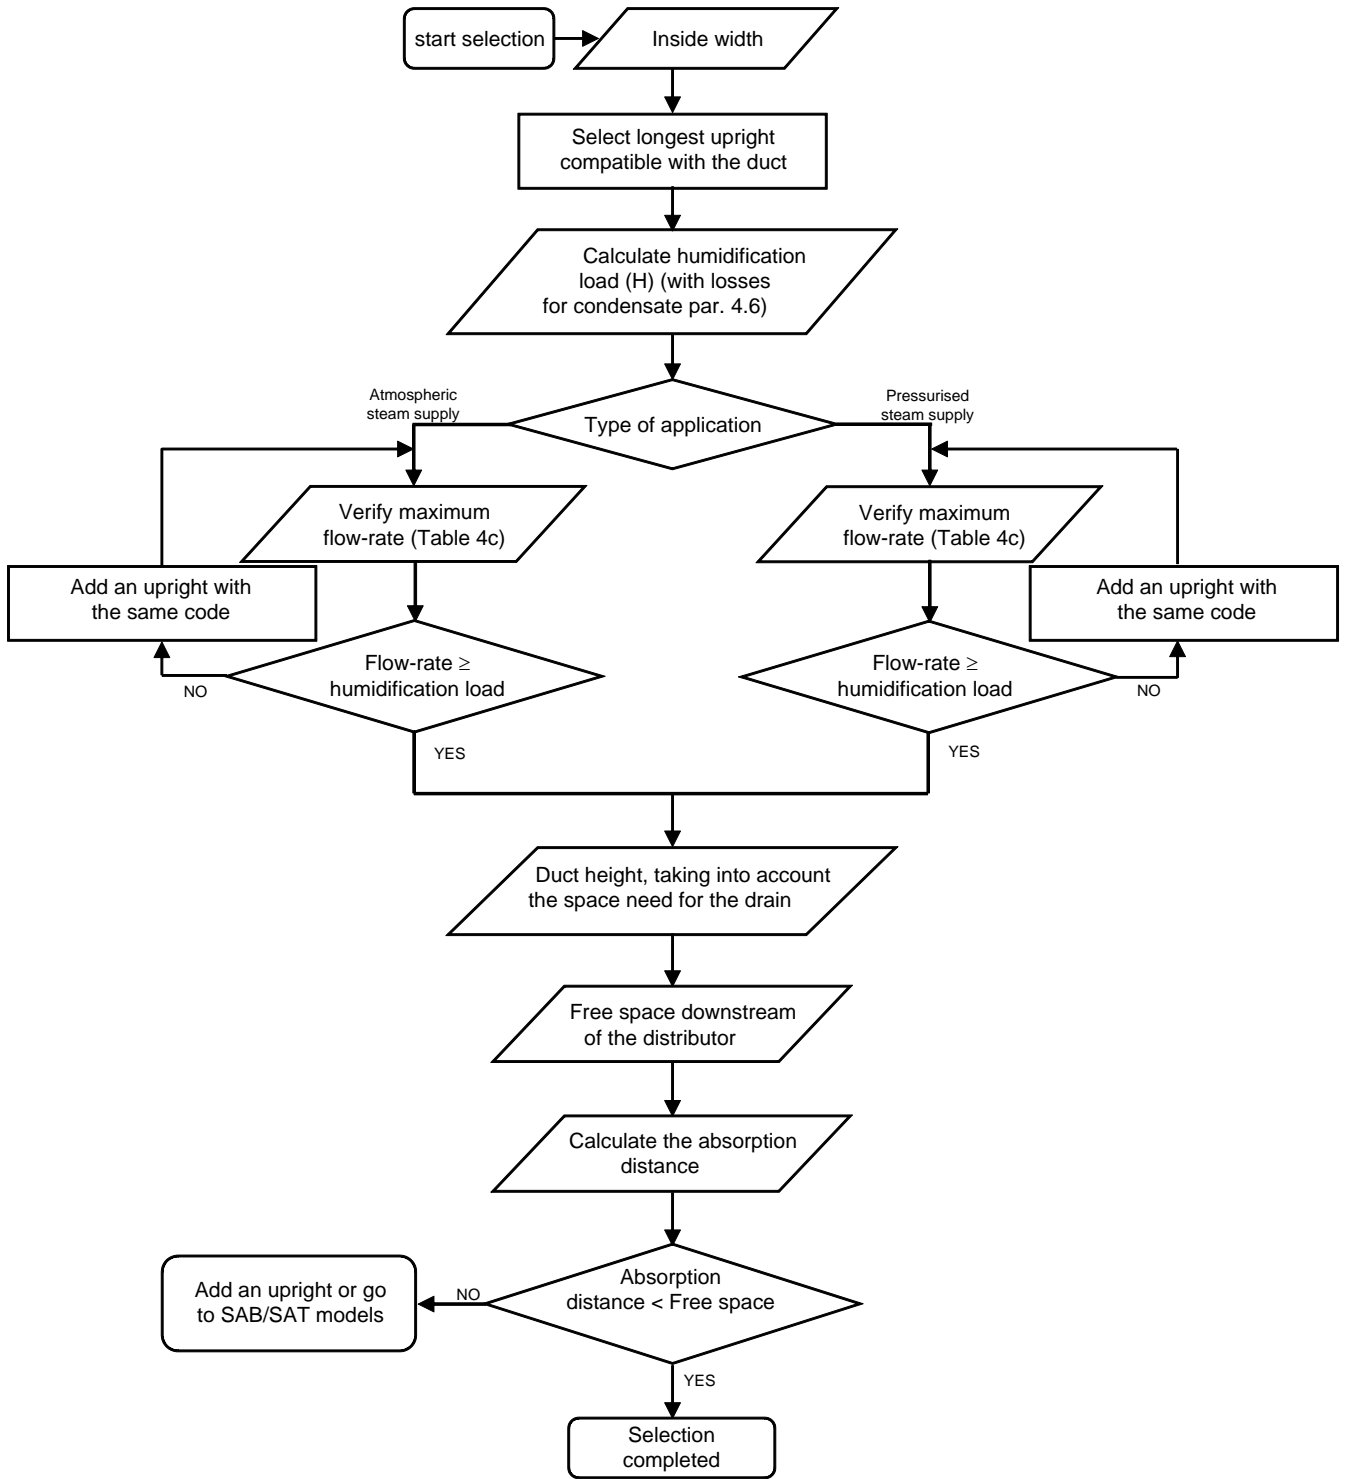 start selection
Inside width
Select longest upright
compatible with the duct
Calculate humidification
load (H) (with losses
for condensate par. 4.6)
Atmospheric
steam supply
Type of application
Pressurised
steam supply
Verify maximum
flow-rate (Table 4c)
Verify maximum
flow-rate (Table 4c)
Add an upright with
the same code
Add an upright with
the same code
Flow-rate ≥
humidification load
NO
Flow-rate ≥
humidification load
NO
YES
YES
Duct height, taking into account
the space need for the drain
Free space downstream
of the distributor
Calculate the absorption
distance
Absorption
distance < Free space
NO
Add an upright or go
to SAB/SAT models
YES
Selection
completed